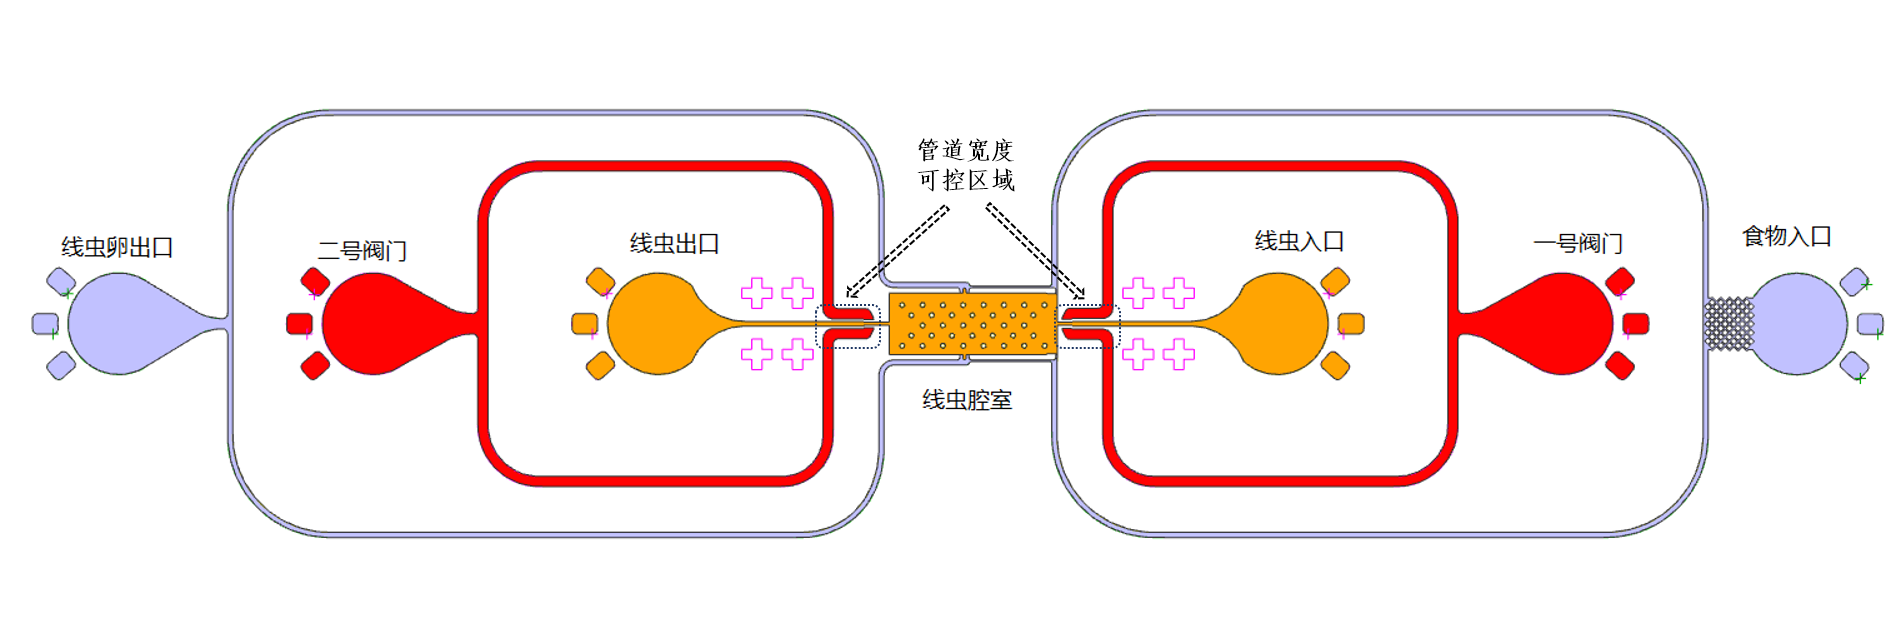 管道宽度
可控区域
线虫卵出口
二号阀门
线虫出口
线虫入口
一号阀门
食物入口
线虫腔室